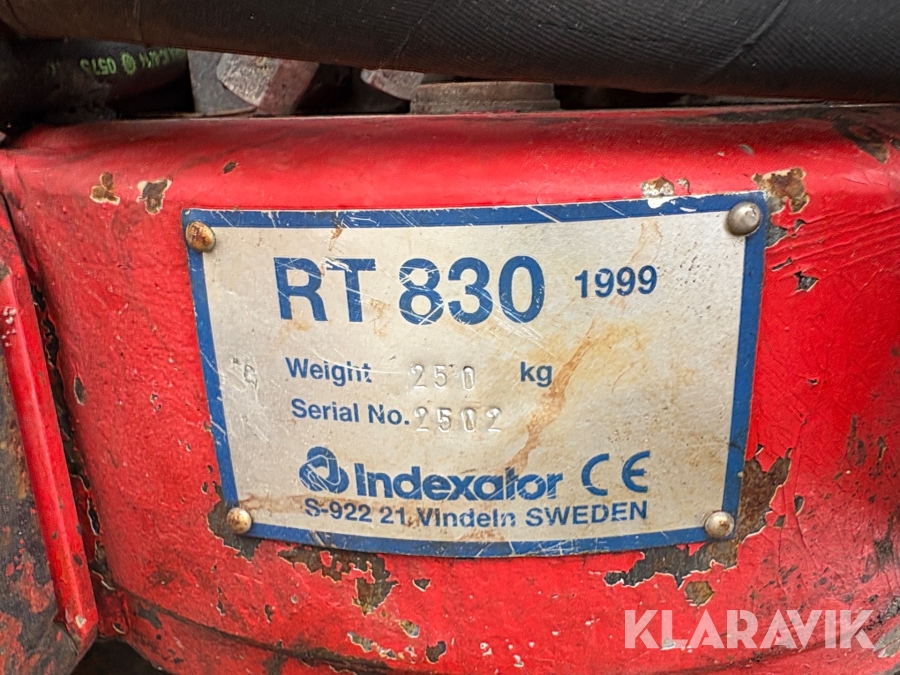 RT 830 1999
Weight 250 kg
Serial No. 2502
Indexator CE
S-922 21 Vindeln SWEDEN
KLARAVIK